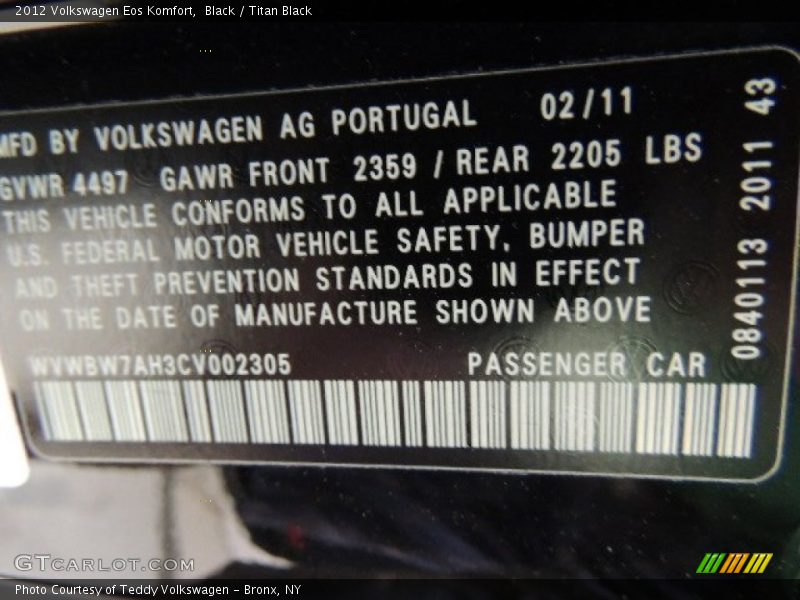 2012 Volkswagen Eos Komfort,  Black / Titan Black
MFD BY VOLKSWAGEN AG PORTUGAL 02/11
GVWR 4497 GAWR FRONT 2359 / REAR 2205 LBS
THIS VEHICLE CONFORMS TO ALL APPLICABLE
U.S. FEDERAL MOTOR VEHICLE SAFETY, BUMPER
AND THEFT PREVENTION STANDARDS IN EFFECT
ON THE DATE OF MANUFACTURE SHOWN ABOVE
WVWBW7AH3CV002305 PASSENGER CAR
0840113 2011 43
GTCarLot.com
Photo Courtesy of Teddy Volkswagen - Bronx, NY